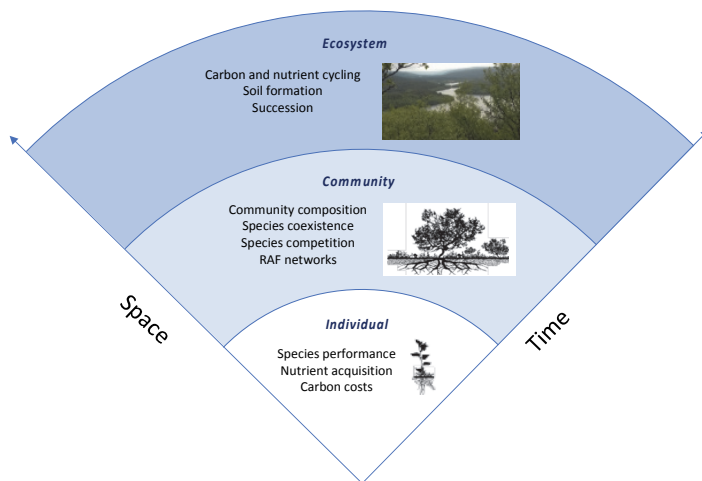 Ecosystem
Carbon and nutrient cycling
Soil formation
Succession
Community
Community composition
Species coexistence
Species competition
RAF networks
Space
Time
Individual
Species performance
Nutrient acquisition
Carbon costs